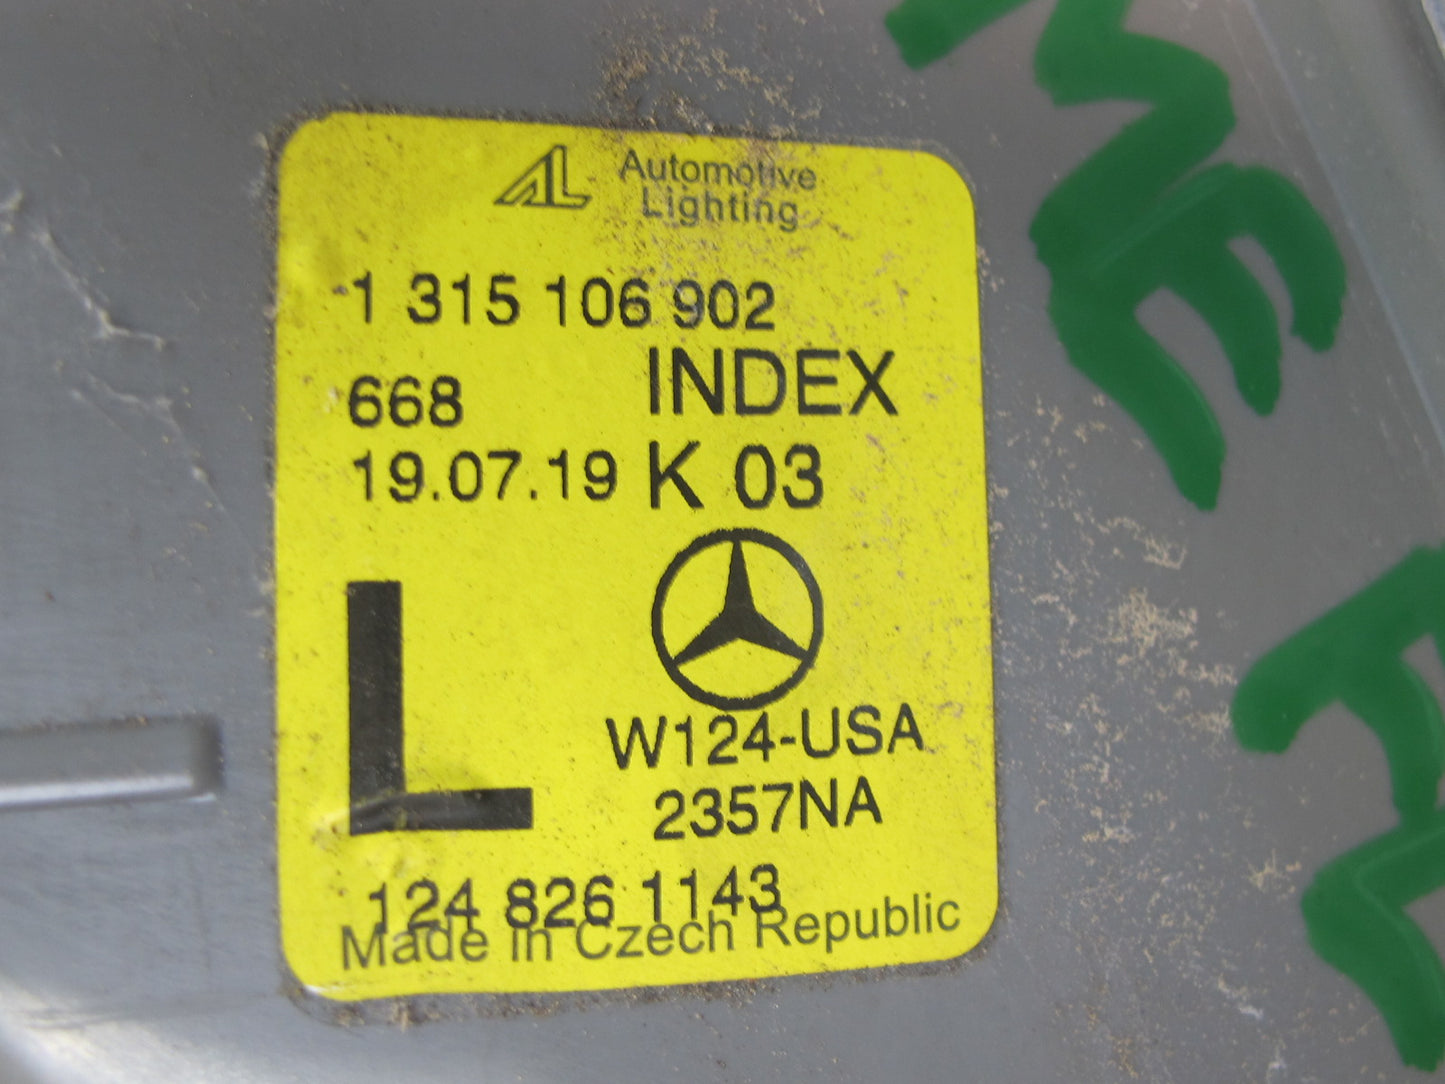 AL Automotive
Lighting
1 315 106 902
668 INDEX
19.07.19 K 03
L
W124-USA
2357NA
124 826 1143
Made in Czech Republic